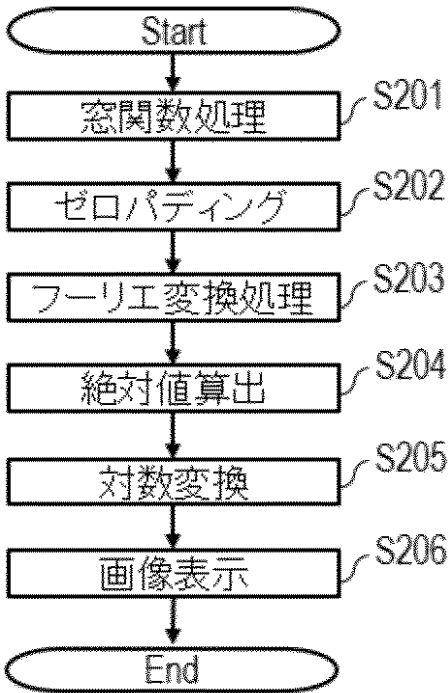 Start
窓関数処理
S201
ゼロパディング
S202
フーリエ変換処理
S203
絶対値算出
S204
対数変換
S205
画像表示
S206
End